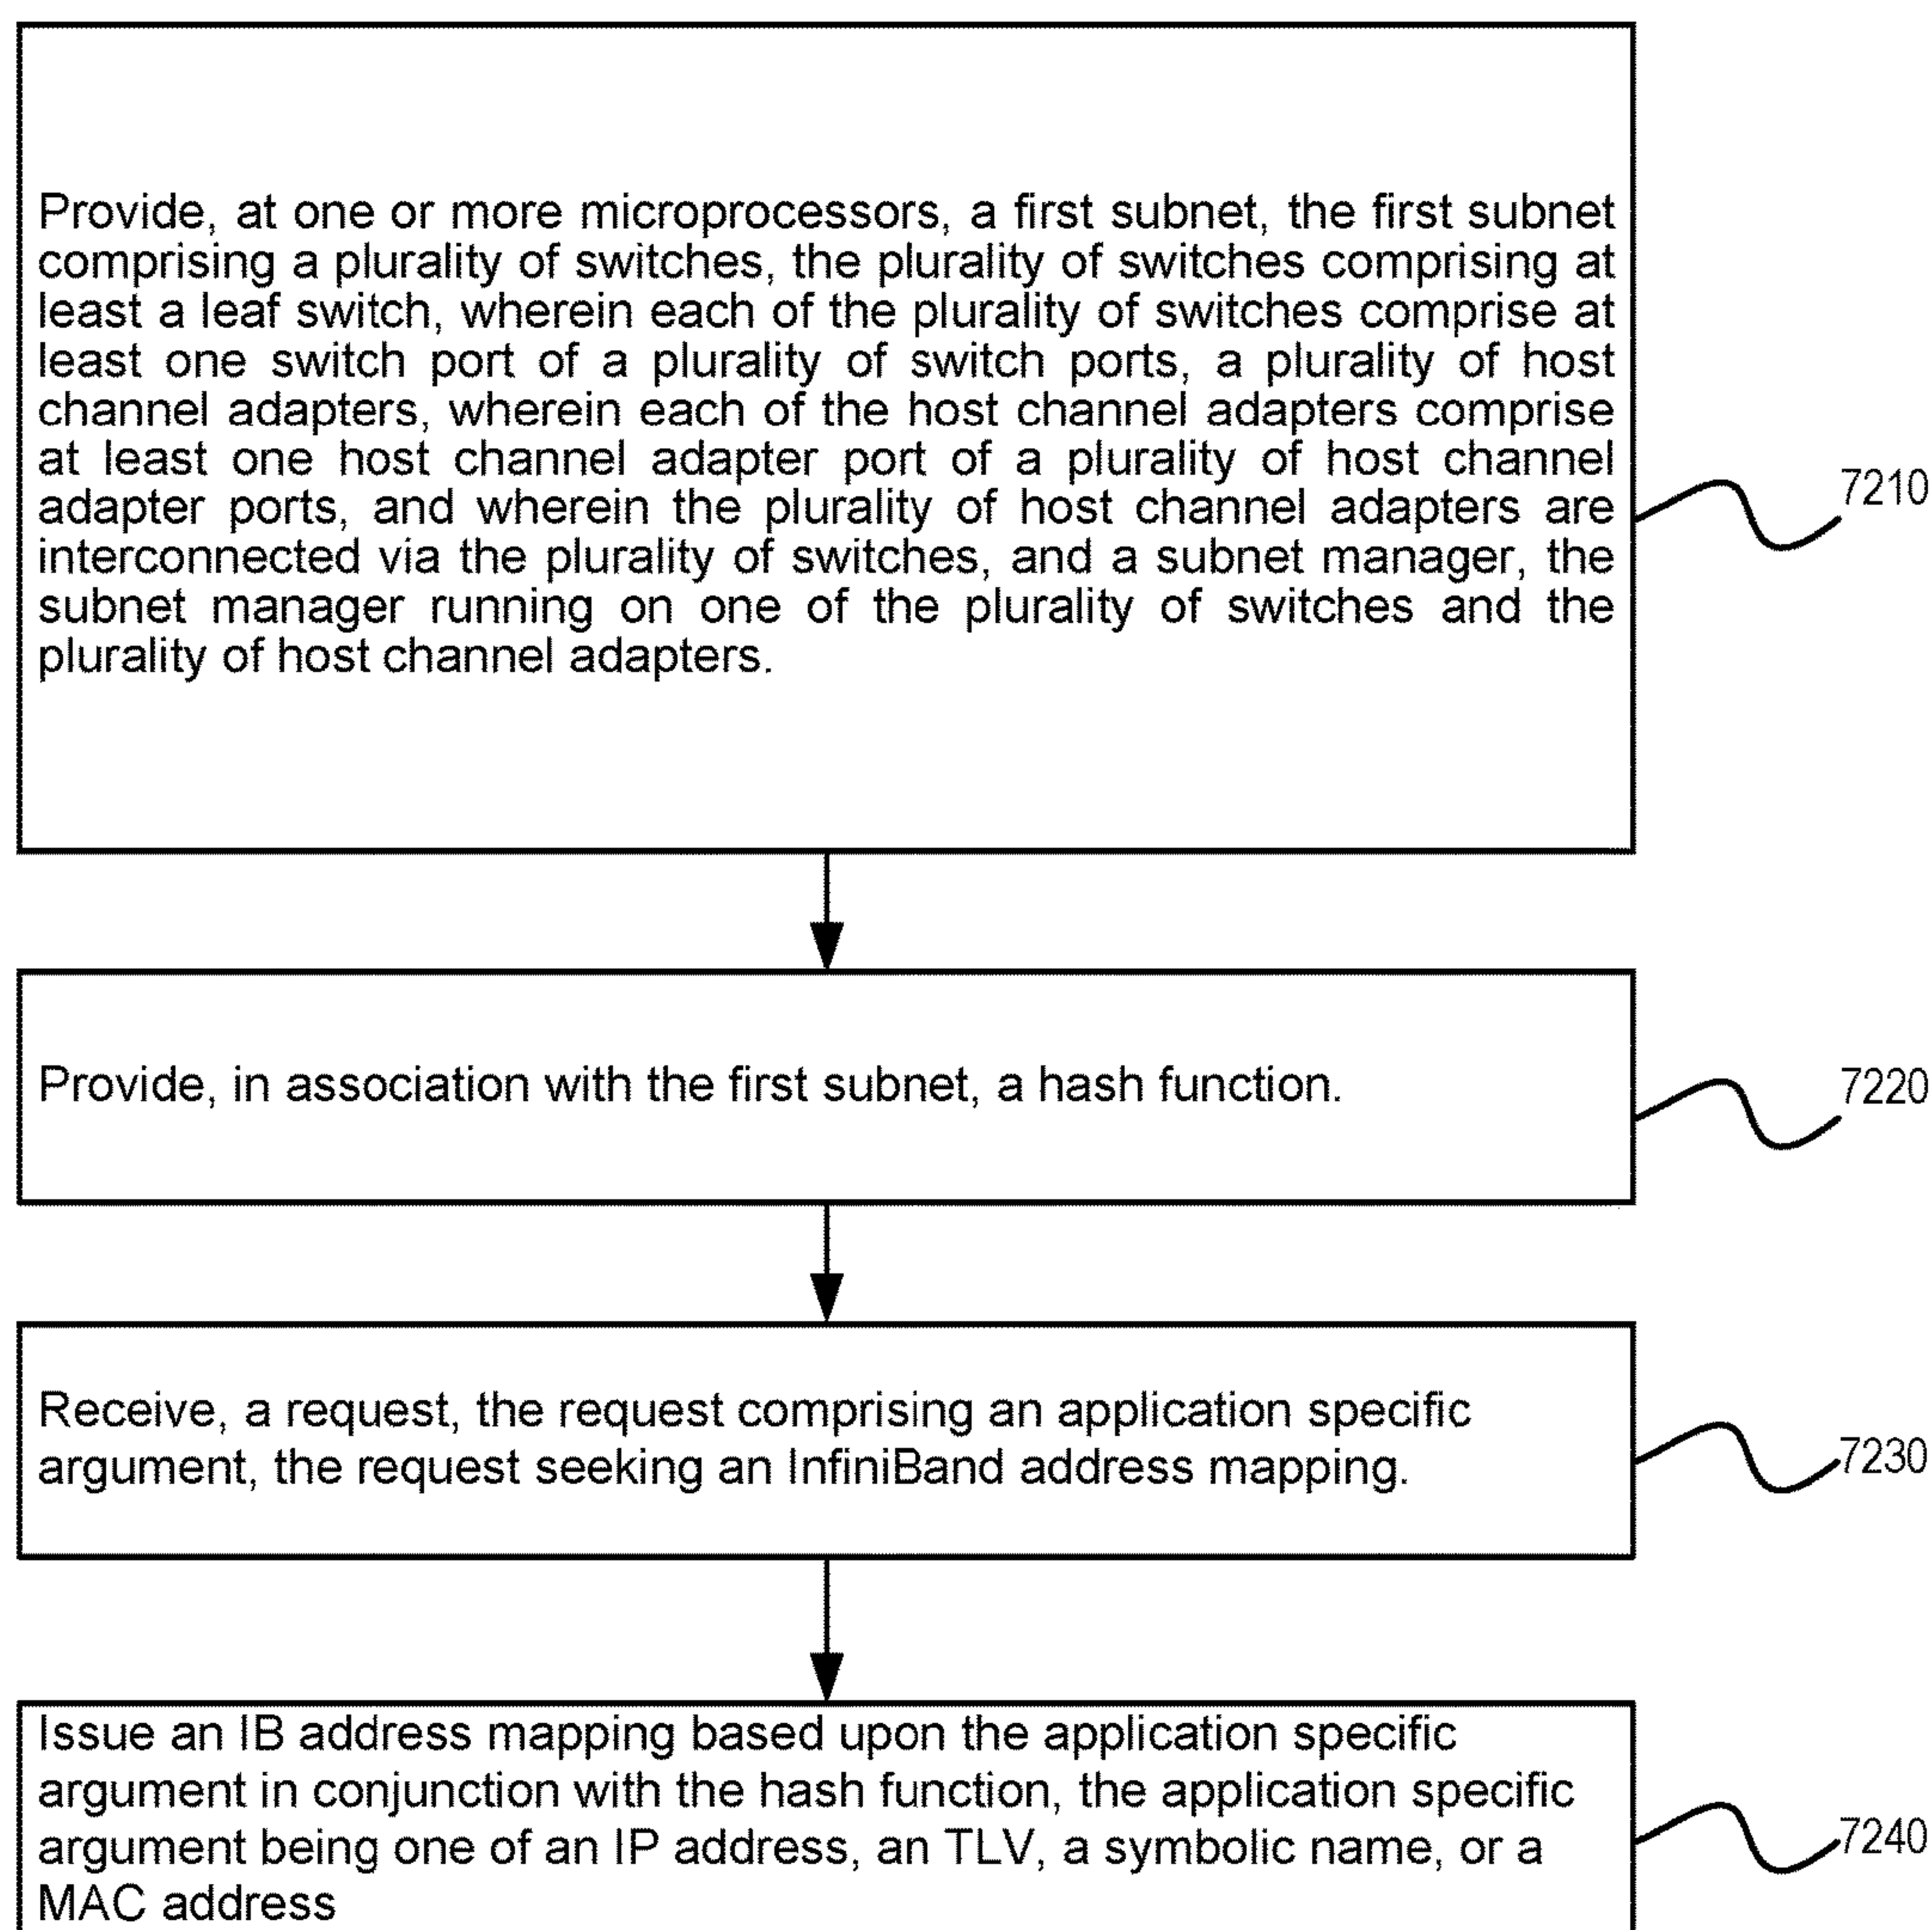 Provide, at one or more microprocessors, a first subnet, the first subnet
comprising a plurality of switches, the plurality of switches comprising at
least a leaf switch, wherein each of the plurality of switches comprise at
least one switch port of a plurality of switch ports, a plurality of host
channel adapters, wherein each of the host channel adapters comprise
at least one host channel adapter port of a plurality of host channel
adapter ports, and wherein the plurality of host channel adapters are
interconnected via the plurality of switches, and a subnet manager, the
subnet manager running on one of the plurality of switches and the
plurality of host channel adapters.
7210
Provide, in association with the first subnet, a hash function.
7220
Receive, a request, the request comprising an application specific
argument, the request seeking an InfiniBand address mapping.
7230
Issue an IB address mapping based upon the application specific
argument in conjunction with the hash function, the application specific
argument being one of an IP address, an TLV, a symbolic name, or a
MAC address
7240